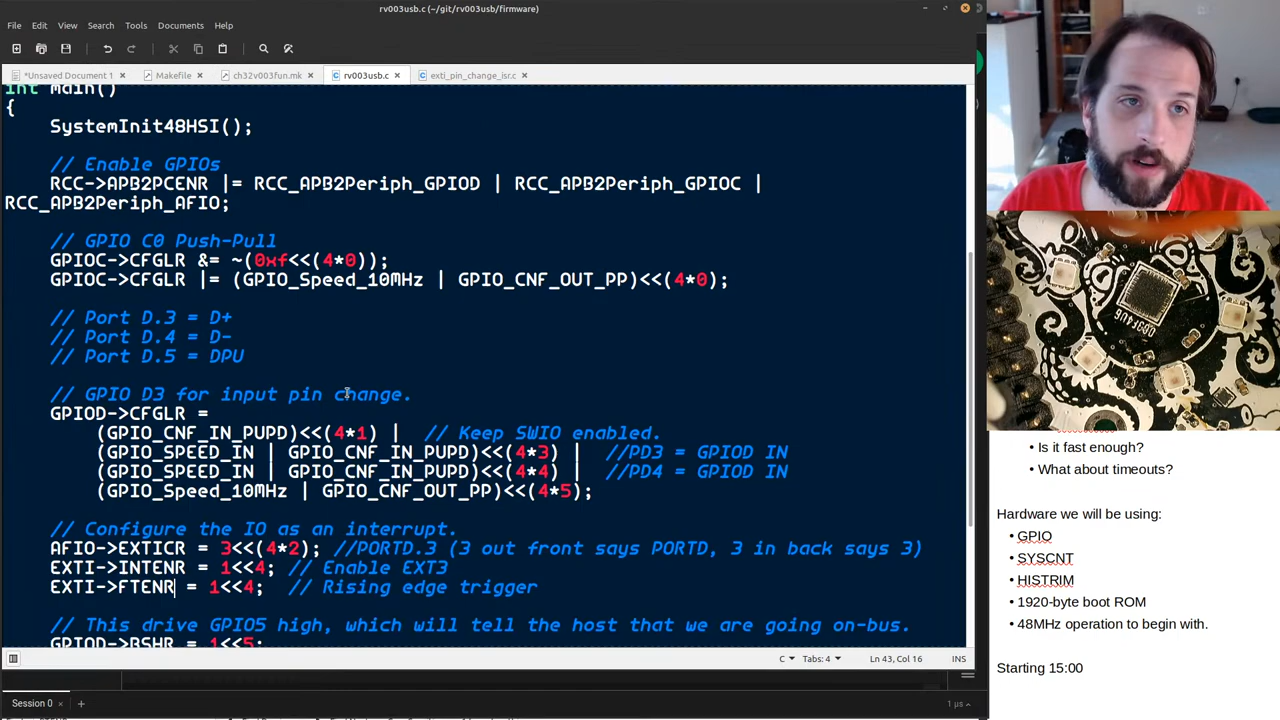 rv003usb.c (~/git/rv003usb/firmware)
File Edit View Search Tools Documents Help
*Unsaved Document 1 Makefile ch32v003fun.mk rv003usb.c exti_pin_change_isr.c
int main()
{
SystemInit48HSI();
// Enable GPIOs
RCC->APB2PCENR |= RCC_APB2Periph_GPIOD | RCC_APB2Periph_GPIOC |
RCC_APB2Periph_AFIO;
// GPIO C0 Push-Pull
GPIOC->CFGLR &= ~(0xf<<(4*0));
GPIOC->CFGLR |= (GPIO_Speed_10MHz | GPIO_CNF_OUT_PP)<<(4*0);
// Port D.3 = D+
// Port D.4 = D-
// Port D.5 = DPU
// GPIO D3 for input pin change.
GPIOD->CFGLR =
(GPIO_CNF_IN_PUPD)<<(4*1) | // Keep SWIO enabled.
(GPIO_SPEED_IN | GPIO_CNF_IN_PUPD)<<(4*3) | //PD3 = GPIOD IN
(GPIO_SPEED_IN | GPIO_CNF_IN_PUPD)<<(4*4) | //PD4 = GPIOD IN
(GPIO_Speed_10MHz | GPIO_CNF_OUT_PP)<<(4*5);
// Configure the IO as an interrupt.
AFIO->EXTICR = 3<<(4*2); //PORTD.3 (3 out front says PORTD, 3 in back says 3)
EXTI->INTENR = 1<<4; // Enable EXT3
EXTI->FTENR = 1<<4; // Rising edge trigger
// This drive GPIO5 high, which will tell the host that we are going on-bus.
GPIOD->BSHR = 1<<5;
C Tabs: 4 Ln 43, Col 16 INS
Session 0 1 µs
• Is it fast enough?
• What about timeouts?
Hardware we will be using:
• GPIO
• SYSCNT
• HISTRIM
• 1920-byte boot ROM
• 48MHz operation to begin with.
Starting 15:00